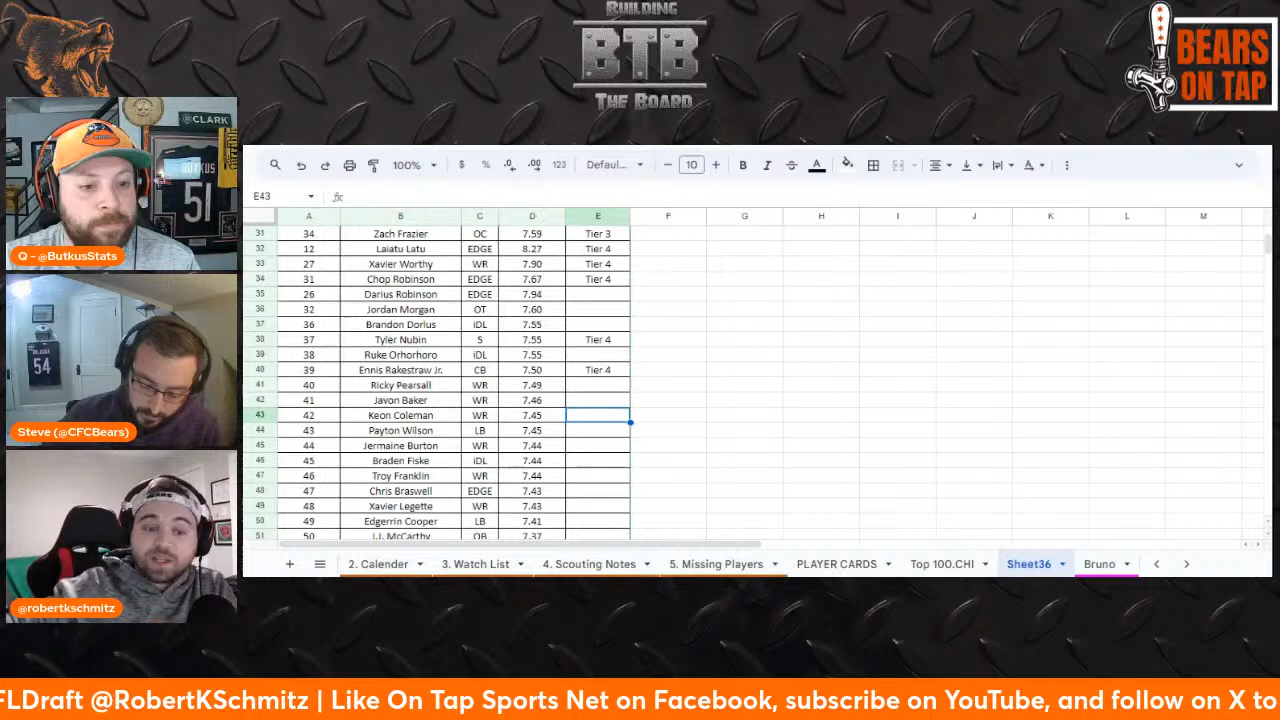 BUILDING
BTB
THE BOARD
BEARS
ON TAP
CLARK
BUTKUS
51
Q - @ButkusStats
54
Steve (@CFCBears)
BEARS
@robertkschmitz
100% $ % .0 .00 123 Defaul... − 10 + B I S A
E43 fx
A B C D E F G H I J K L M
31 34 Zach Frazier OC 7.59 Tier 3
32 12 Laiatu Latu EDGE 8.27 Tier 4
33 27 Xavier Worthy WR 7.90 Tier 4
34 31 Chop Robinson EDGE 7.67 Tier 4
35 26 Darius Robinson EDGE 7.94
36 32 Jordan Morgan OT 7.60
37 36 Brandon Dorlus iDL 7.55
38 37 Tyler Nubin S 7.55 Tier 4
39 38 Ruke Orhorhoro iDL 7.55
40 39 Ennis Rakestraw Jr. CB 7.50 Tier 4
41 40 Ricky Pearsall WR 7.49
42 41 Javon Baker WR 7.46
43 42 Keon Coleman WR 7.45
44 43 Payton Wilson LB 7.45
45 44 Jermaine Burton WR 7.44
46 45 Braden Fiske iDL 7.44
47 46 Troy Franklin WR 7.44
48 47 Chris Braswell EDGE 7.43
49 48 Xavier Legette WR 7.43
50 49 Edgerrin Cooper LB 7.41
51 50 J.J. McCarthy QB 7.37
+ 2. Calender 3. Watch List 4. Scouting Notes 5. Missing Players PLAYER CARDS Top 100.CHI Sheet36 Bruno
FLDraft @RobertKSchmitz | Like On Tap Sports Net on Facebook, subscribe on YouTube, and follow on X to